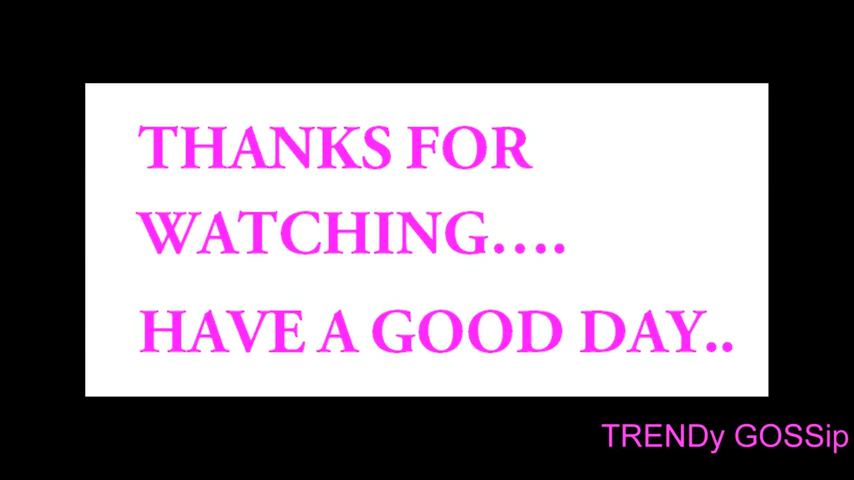 THANKS FOR
WATCHING....
HAVE A GOOD DAY..
TRENDy GOSSip